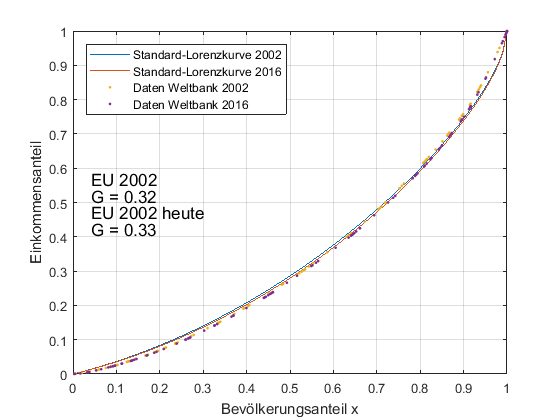 Standard-Lorenzkurve 2002
Standard-Lorenzkurve 2016
Daten Weltbank 2002
Daten Weltbank 2016
EU 2002
G = 0.32
EU 2002 heute
G = 0.33
Einkommensanteil
1
0.9
0.8
0.7
0.6
0.5
0.4
0.3
0.2
0.1
0
0 0.1 0.2 0.3 0.4 0.5 0.6 0.7 0.8 0.9 1
Bevölkerungsanteil x